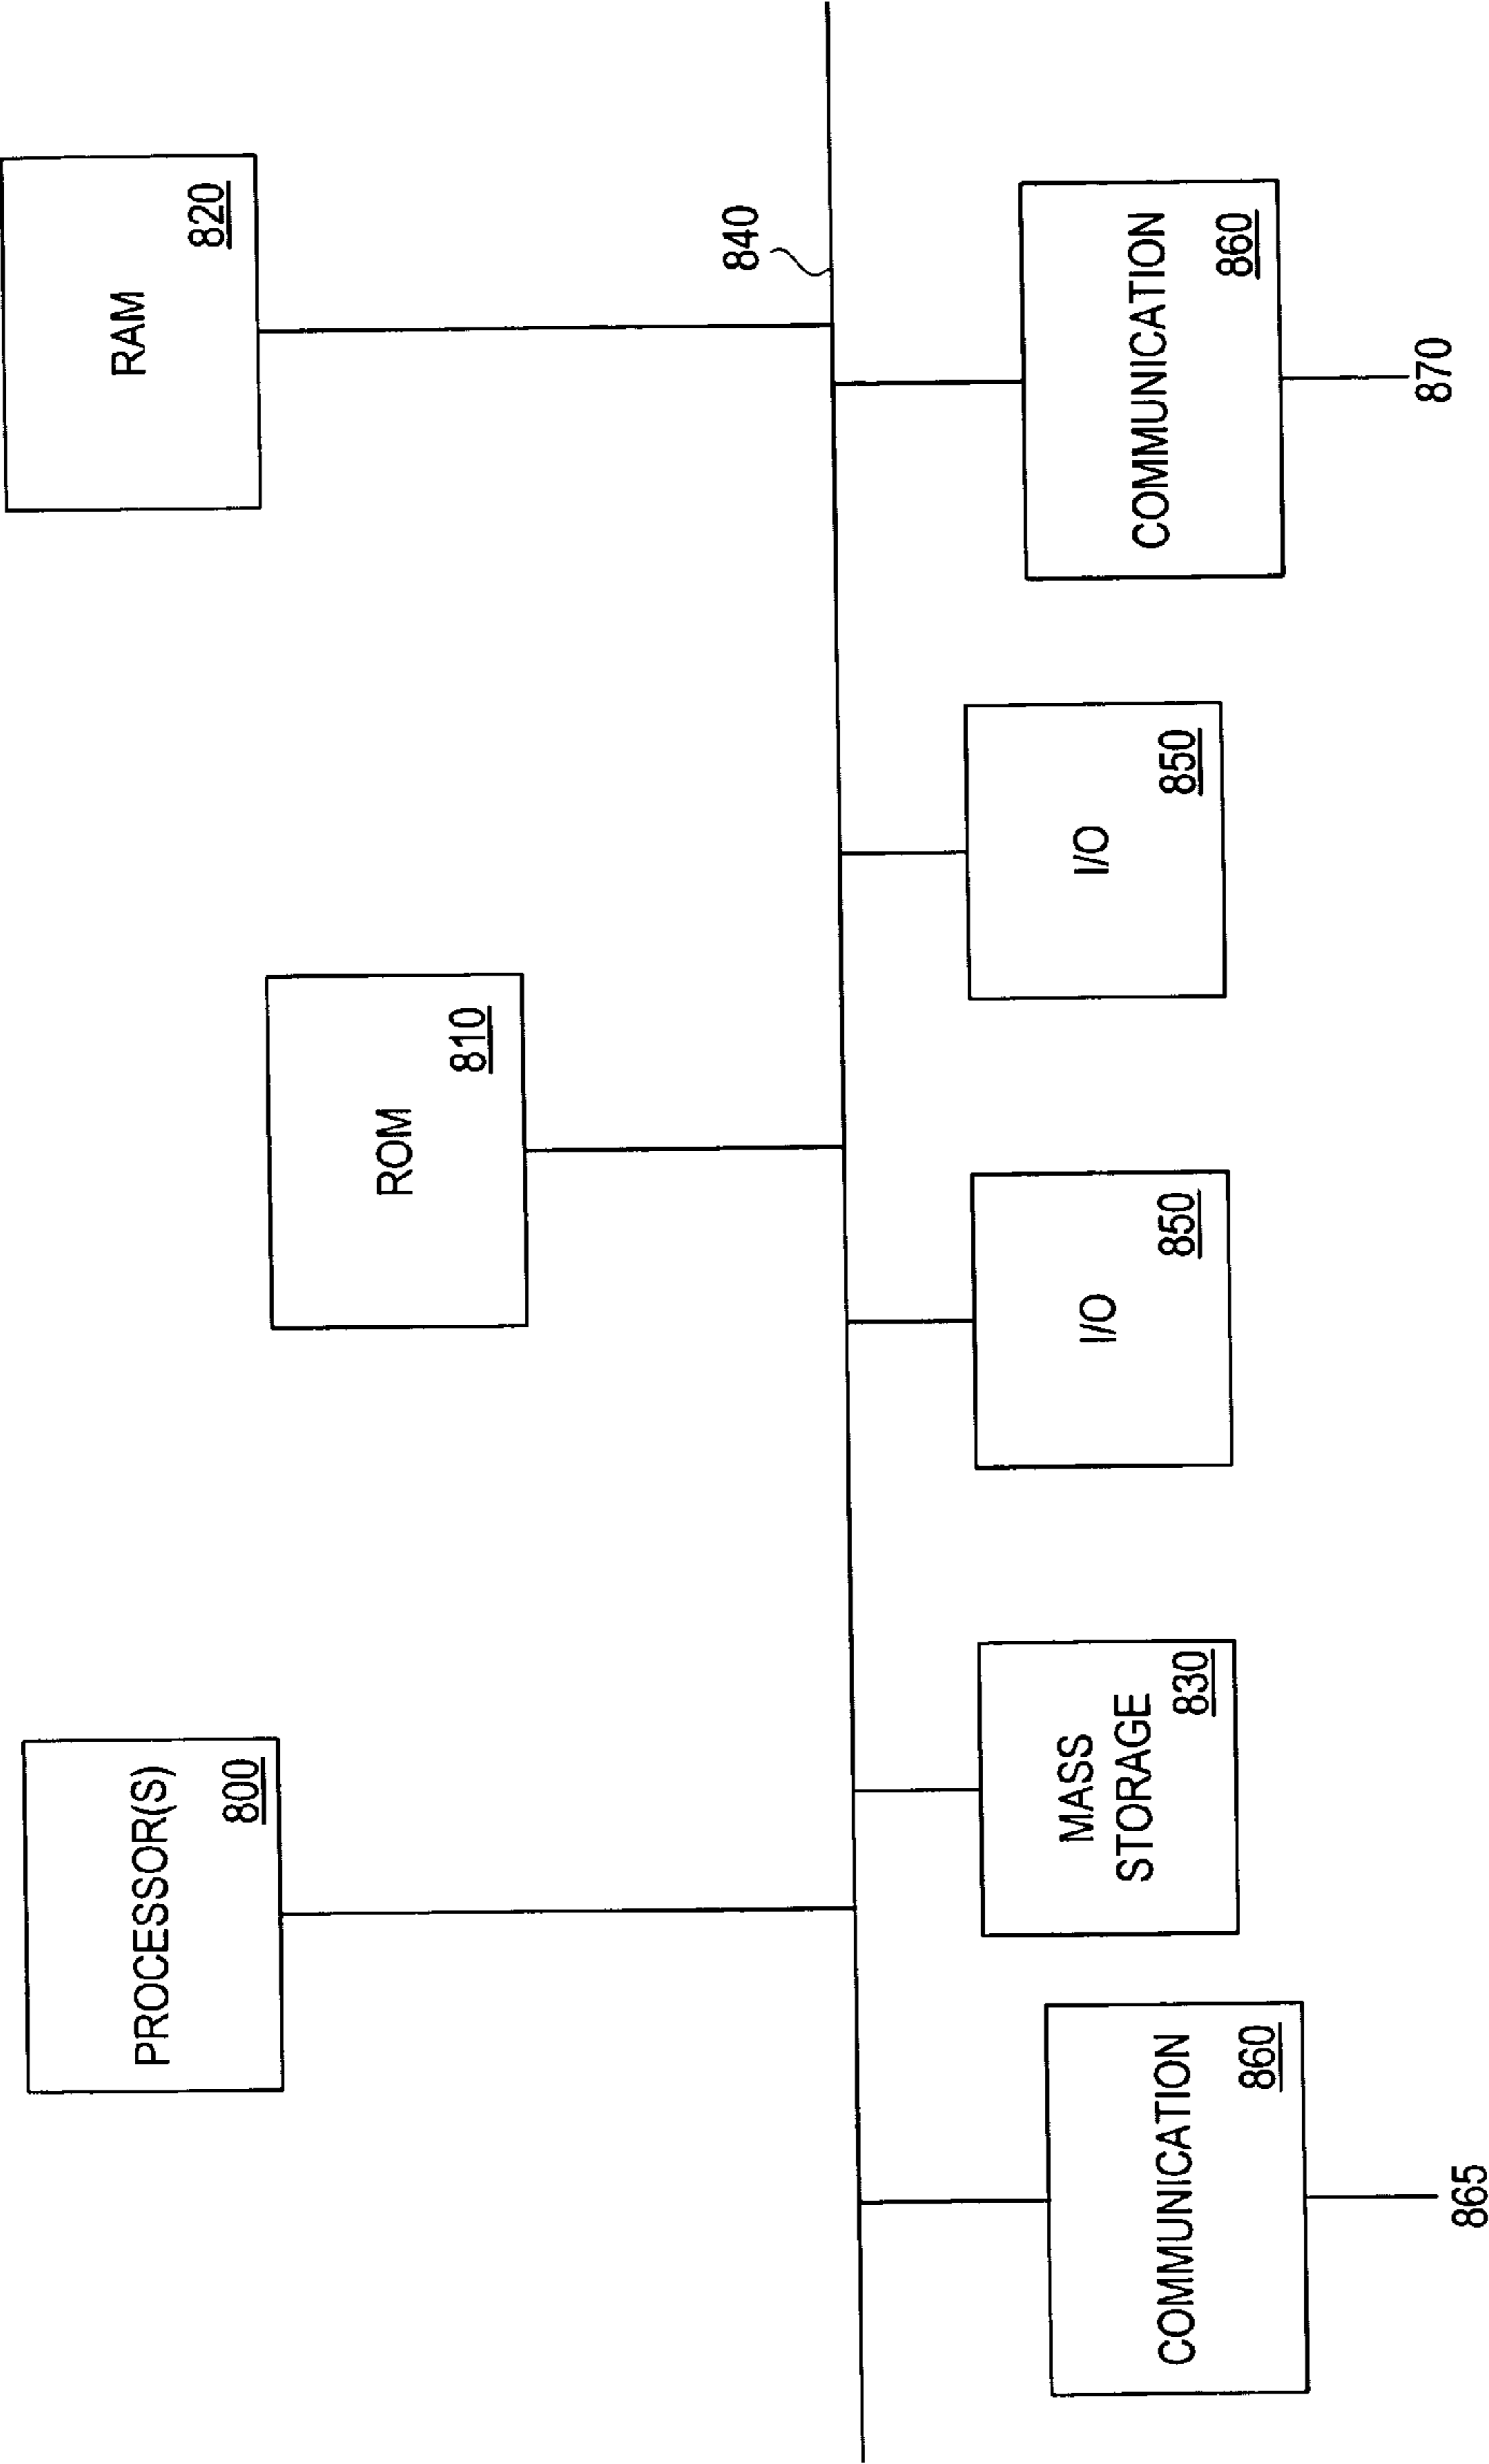 PROCESSOR(S)
800
ROM
810
RAM
820
840
COMMUNICATION
860
865
MASS
STORAGE
830
I/O
850
I/O
850
COMMUNICATION
860
870